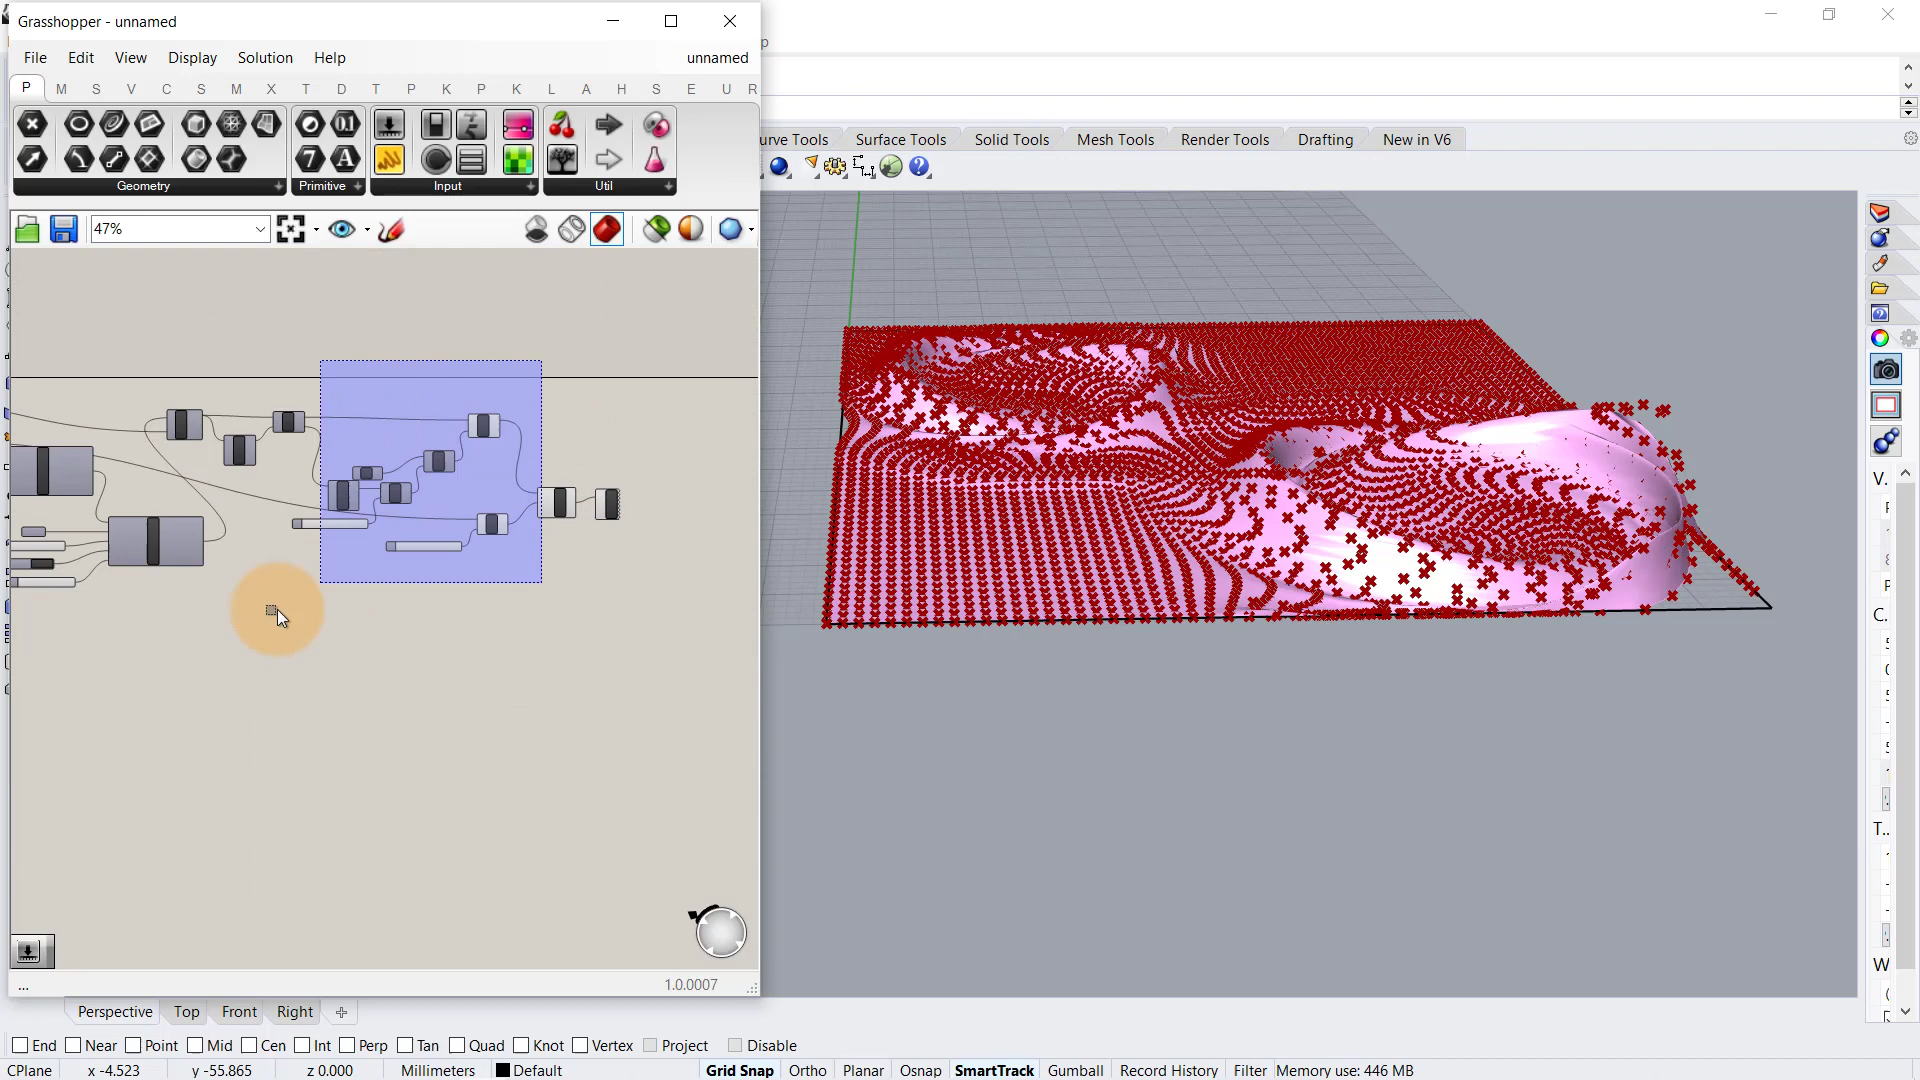 Grasshopper - unnamed
File Edit View Display Solution Help unnamed
P M S V C S M X T D T P K P K L A H S E U R
Geometry Primitive Input Util
47%
urve Tools Surface Tools Solid Tools Mesh Tools Render Tools Drafting New in V6
V.
P
C.
T..
W
...
1.0.0007
Perspective Top Front Right
End Near Point Mid Cen Int Perp Tan Quad Knot Vertex Project Disable
CPlane x -4.523 y -55.865 z 0.000 Millimeters Default Grid Snap Ortho Planar Osnap SmartTrack Gumball Record History Filter Memory use: 446 MB